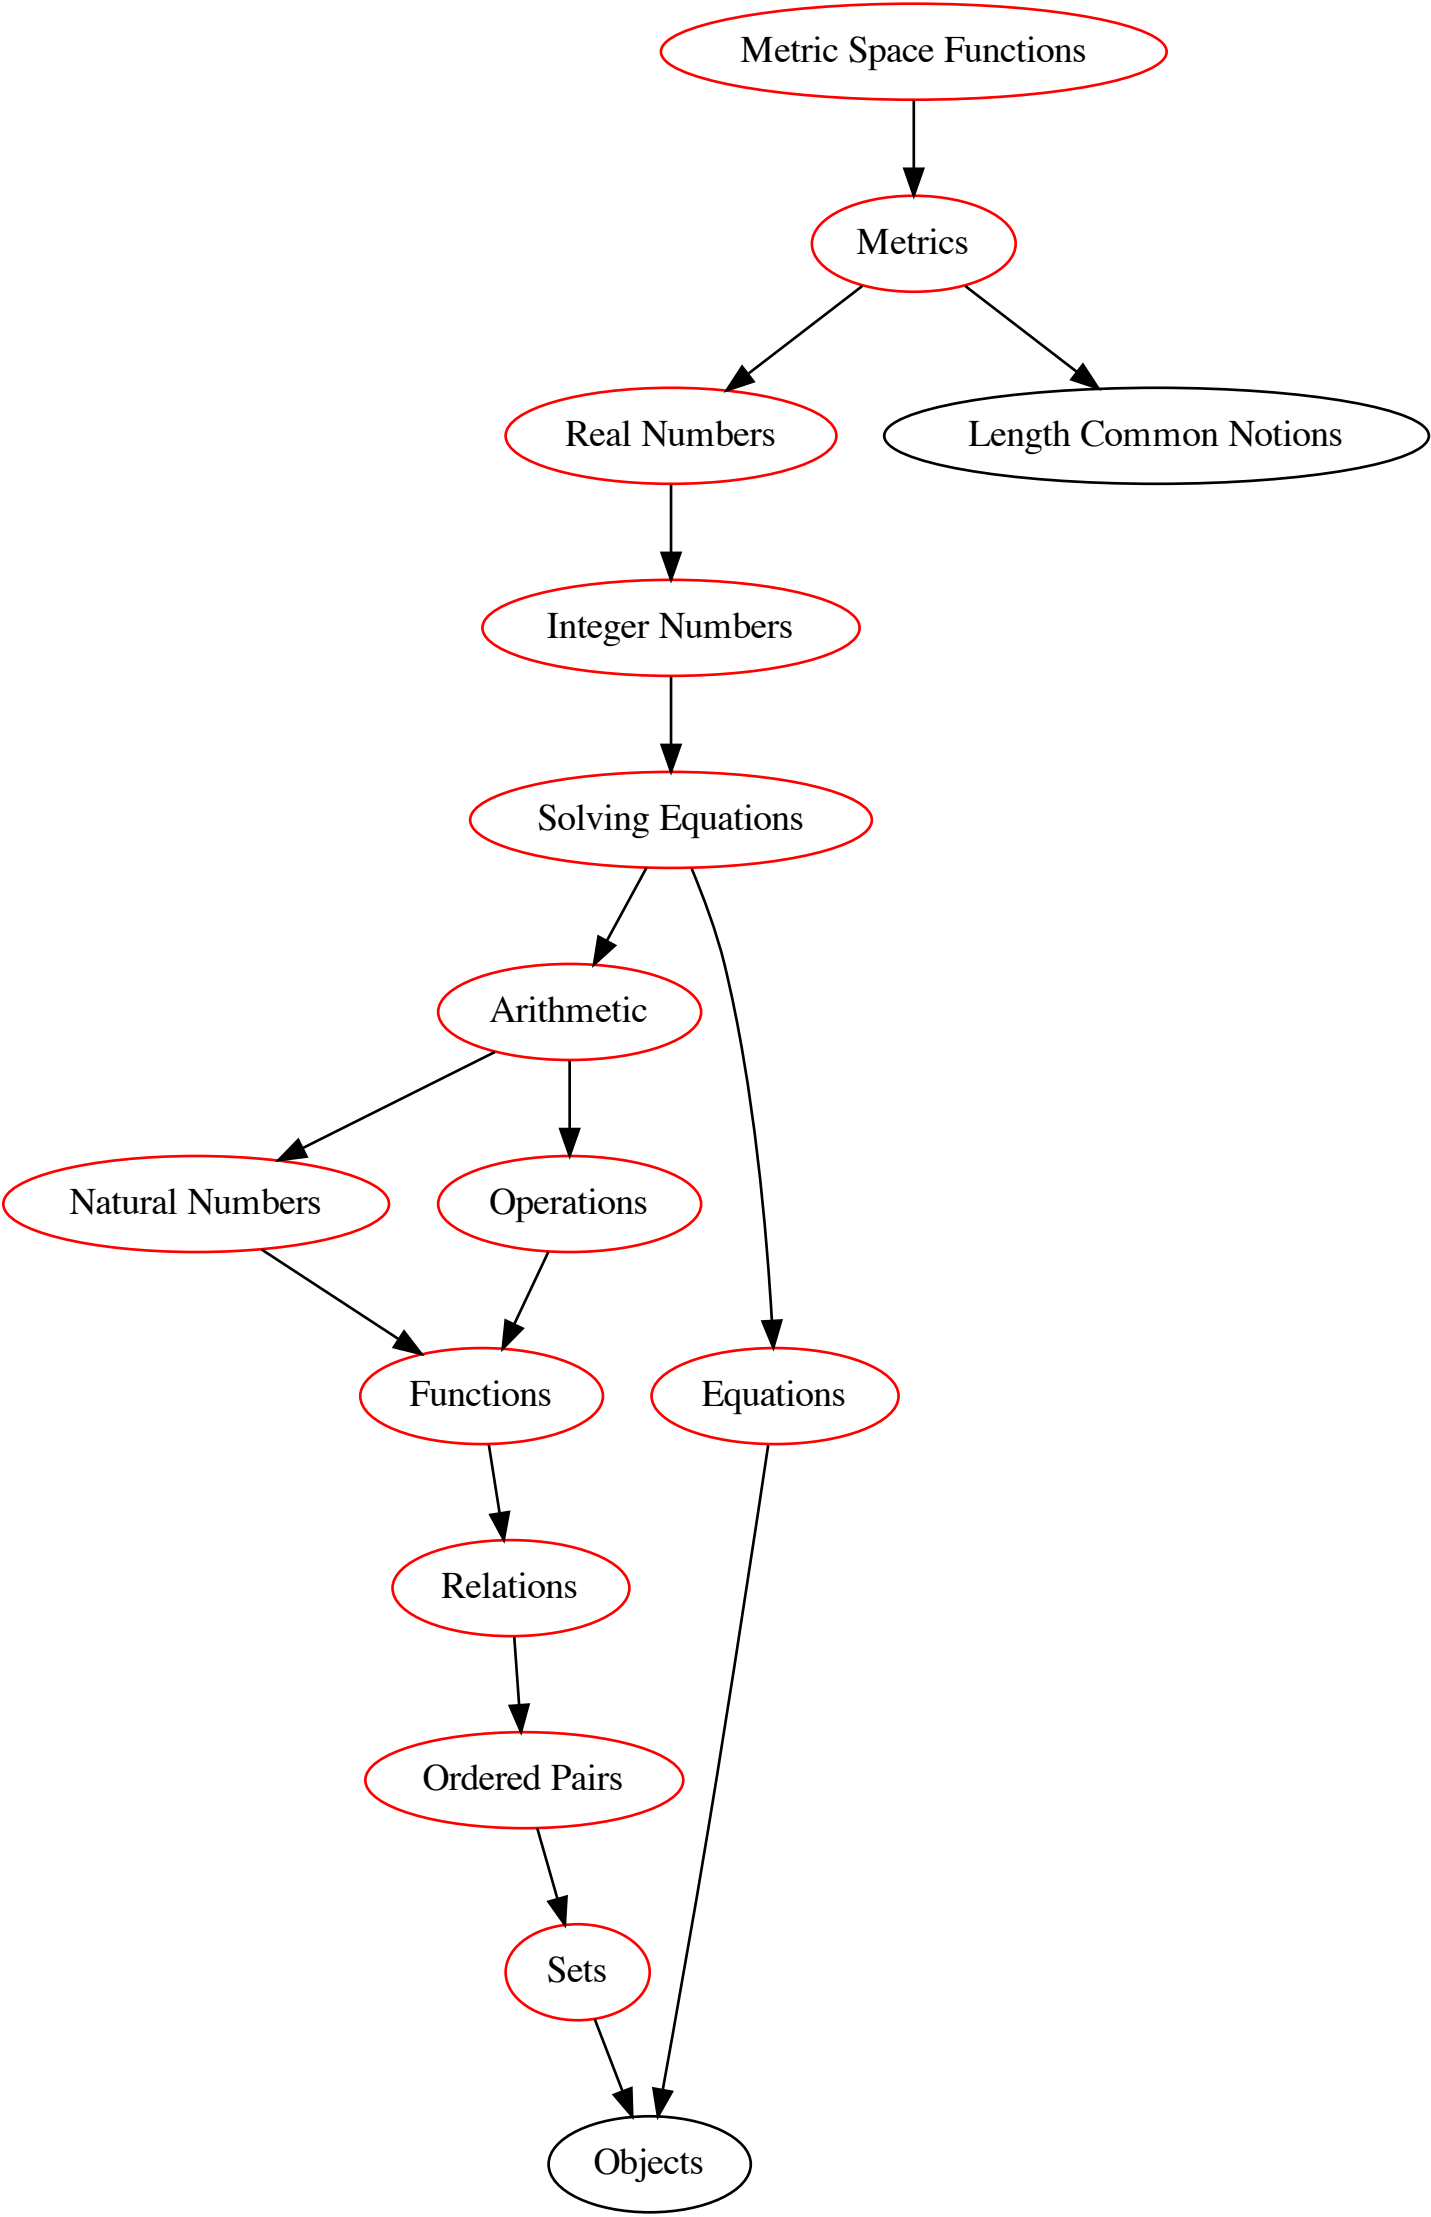 Metric Space Functions
Metrics
Real Numbers
Length Common Notions
Integer Numbers
Solving Equations
Arithmetic
Natural Numbers
Operations
Functions
Equations
Relations
Ordered Pairs
Sets
Objects